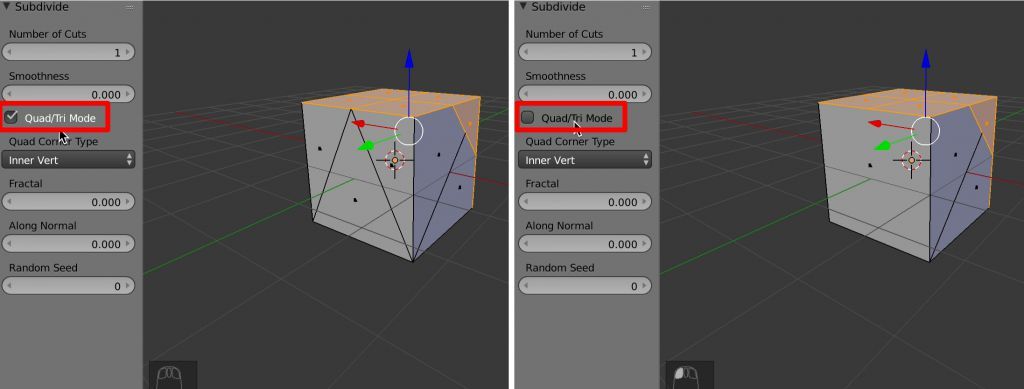 Subdivide
Number of Cuts
1
Smoothness
0.000
Quad/Tri Mode
Quad Corner Type
Inner Vert
Fractal
0.000
Along Normal
0.000
Random Seed
0
Subdivide
Number of Cuts
1
Smoothness
0.000
Quad/Tri Mode
Quad Corner Type
Inner Vert
Fractal
0.000
Along Normal
0.000
Random Seed
0